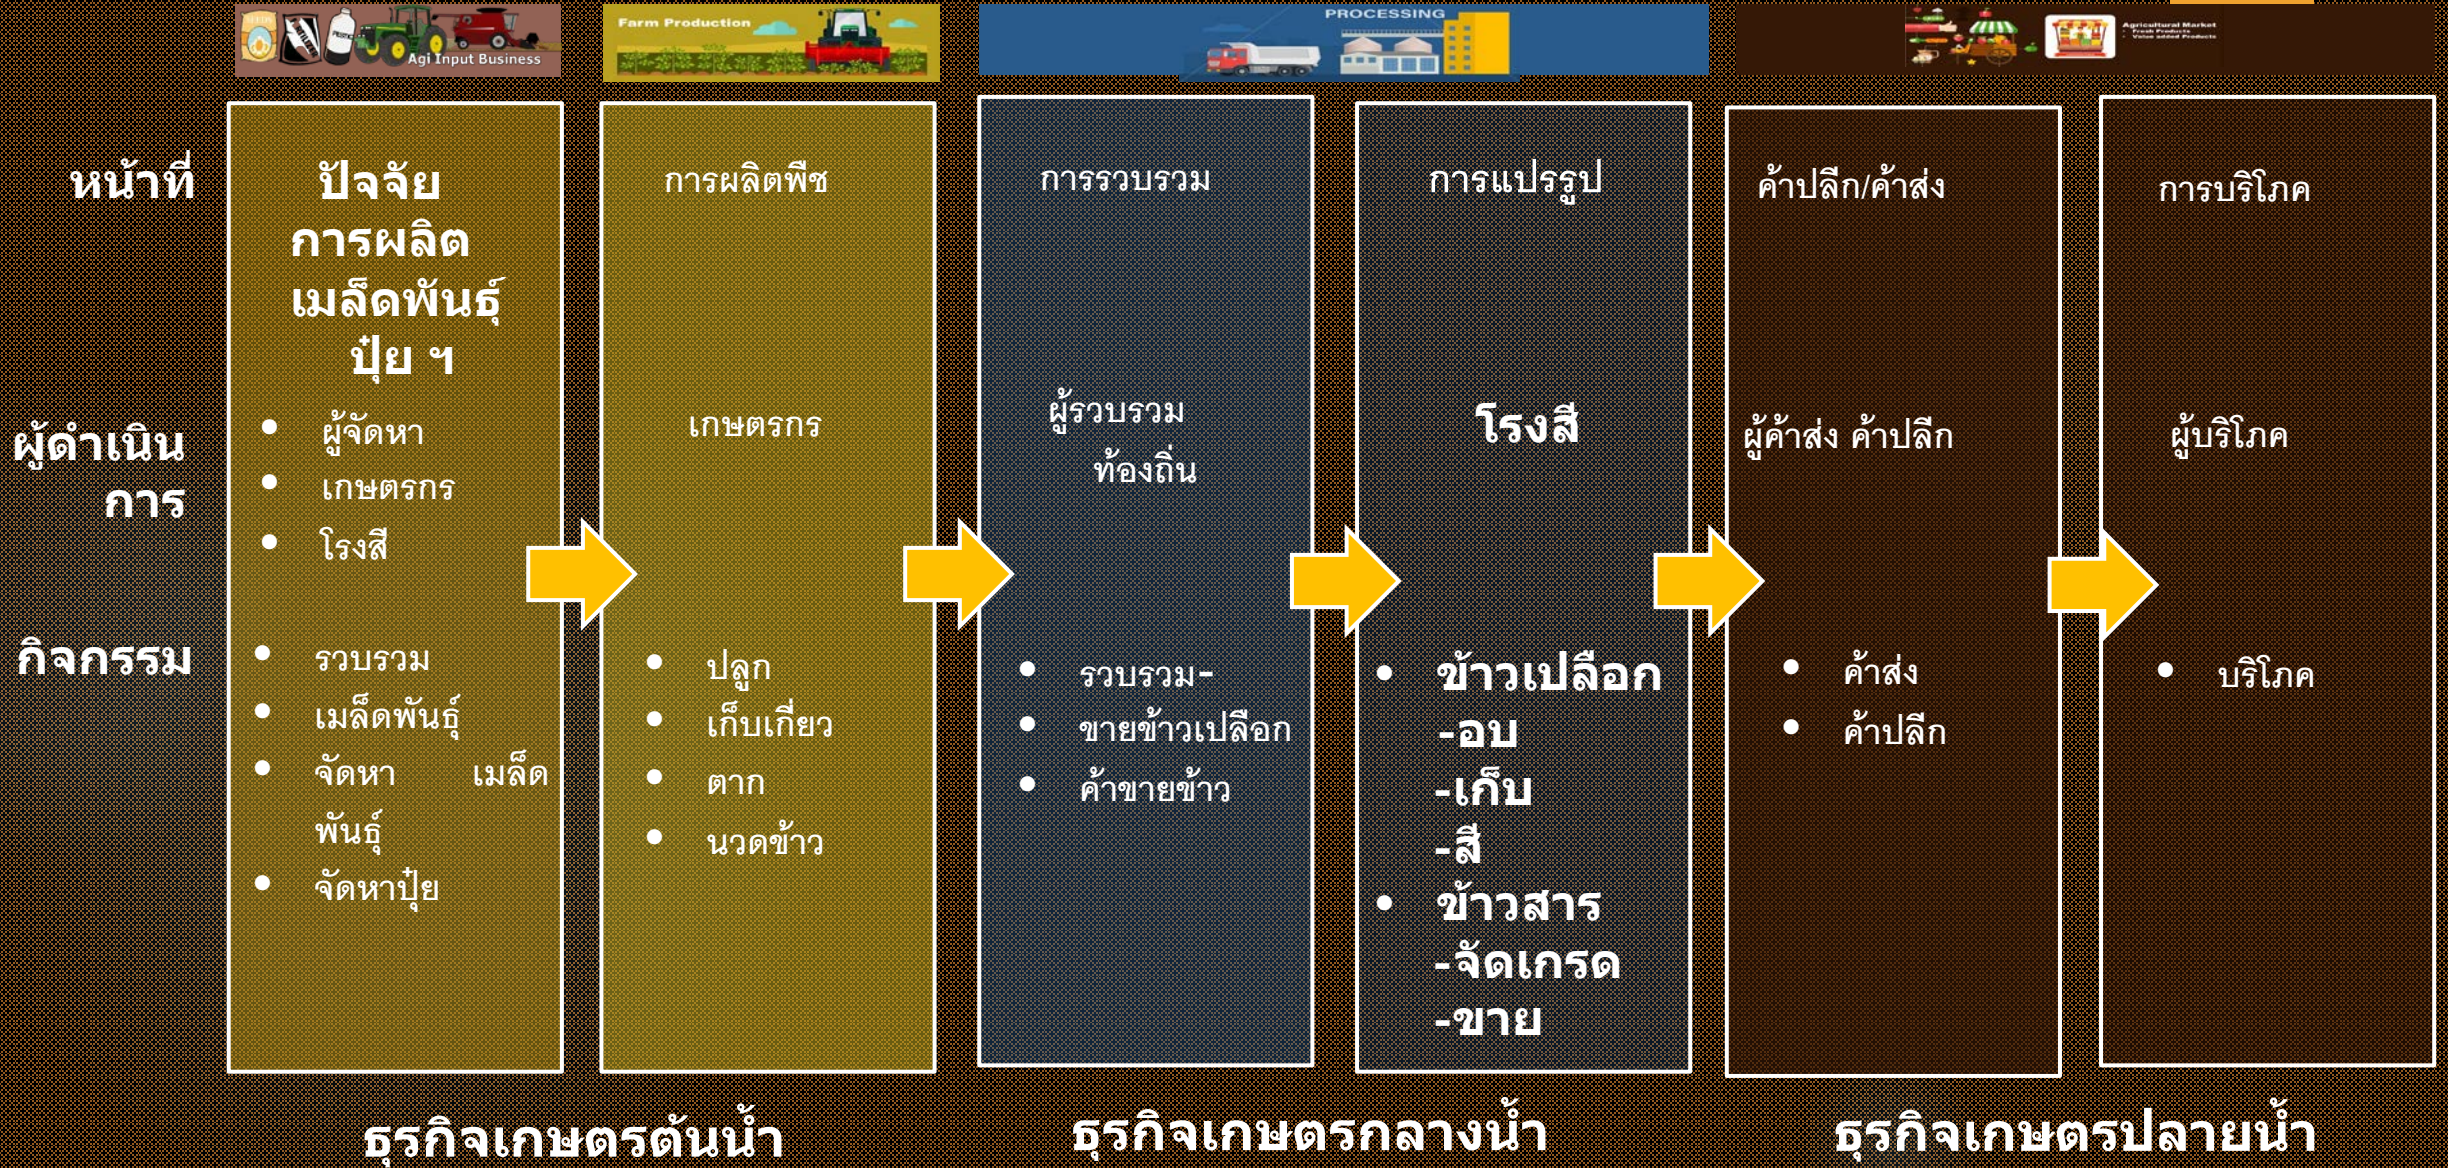 SEEDS
Agi Input Business
Farm Production
PROCESSING
Agricultural Market
Fresh Products
Value added Products
หน้าที่
ปัจจัย
การผลิต
เมล็ดพันธุ์
ปุ๋ย ฯ
การผลิตพืช
การรวบรวม
การแปรรูป
ค้าปลีก/ค้าส่ง
การบริโภค
ผู้ดำเนิน
การ
• ผู้จัดหา
• เกษตรกร
• โรงสี
เกษตรกร
ผู้รวบรวม
ท้องถิ่น
โรงสี
ผู้ค้าส่ง ค้าปลีก
ผู้บริโภค
กิจกรรม
• รวบรวม
• เมล็ดพันธุ์
• จัดหา เมล็ด
พันธุ์
• จัดหาปุ๋ย
• ปลูก
• เก็บเกี่ยว
• ตาก
• นวดข้าว
• รวบรวม-
• ขายข้าวเปลือก
• ค้าขายข้าว
• ข้าวเปลือก
-อบ
-เก็บ
-สี
• ข้าวสาร
-จัดเกรด
-ขาย
• ค้าส่ง
• ค้าปลีก
• บริโภค
ธุรกิจเกษตรต้นน้ำ
ธุรกิจเกษตรกลางน้ำ
ธุรกิจเกษตรปลายน้ำ